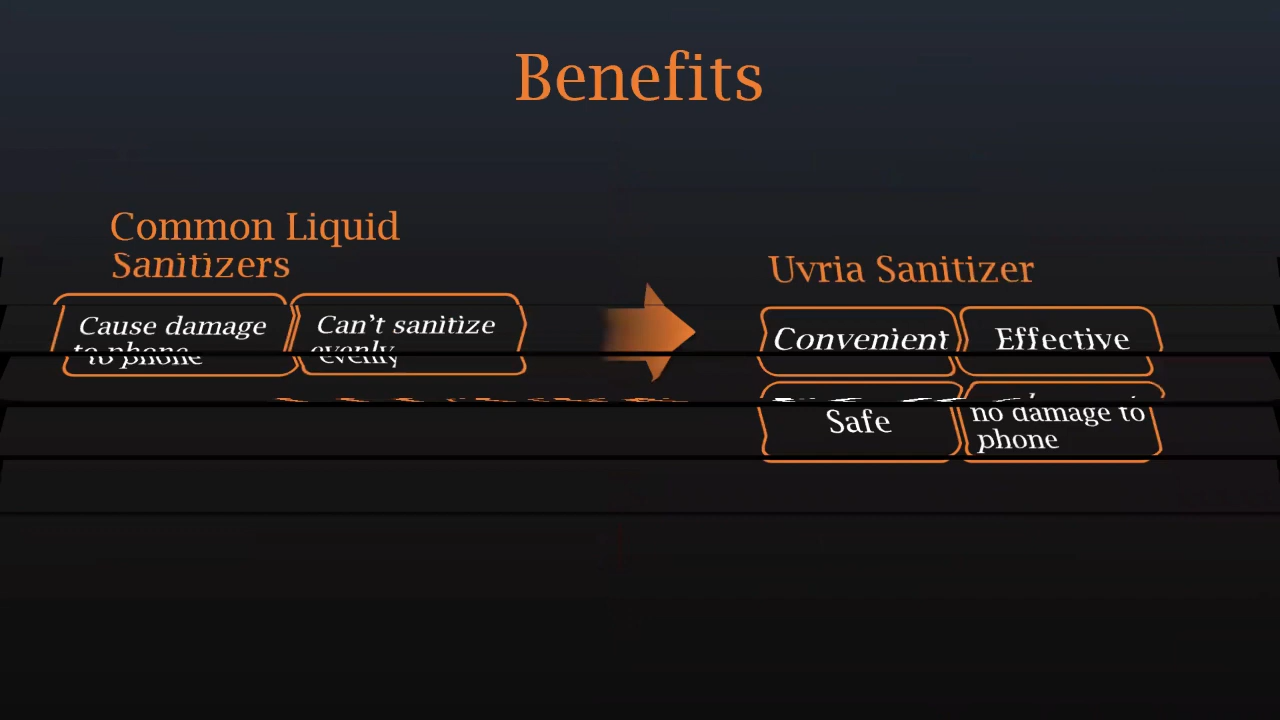 Benefits
Common Liquid
Sanitizers
Cause damage
to phone
Can't sanitize
evenly
Uvria Sanitizer
Convenient
Effective
Safe
no damage to
phone